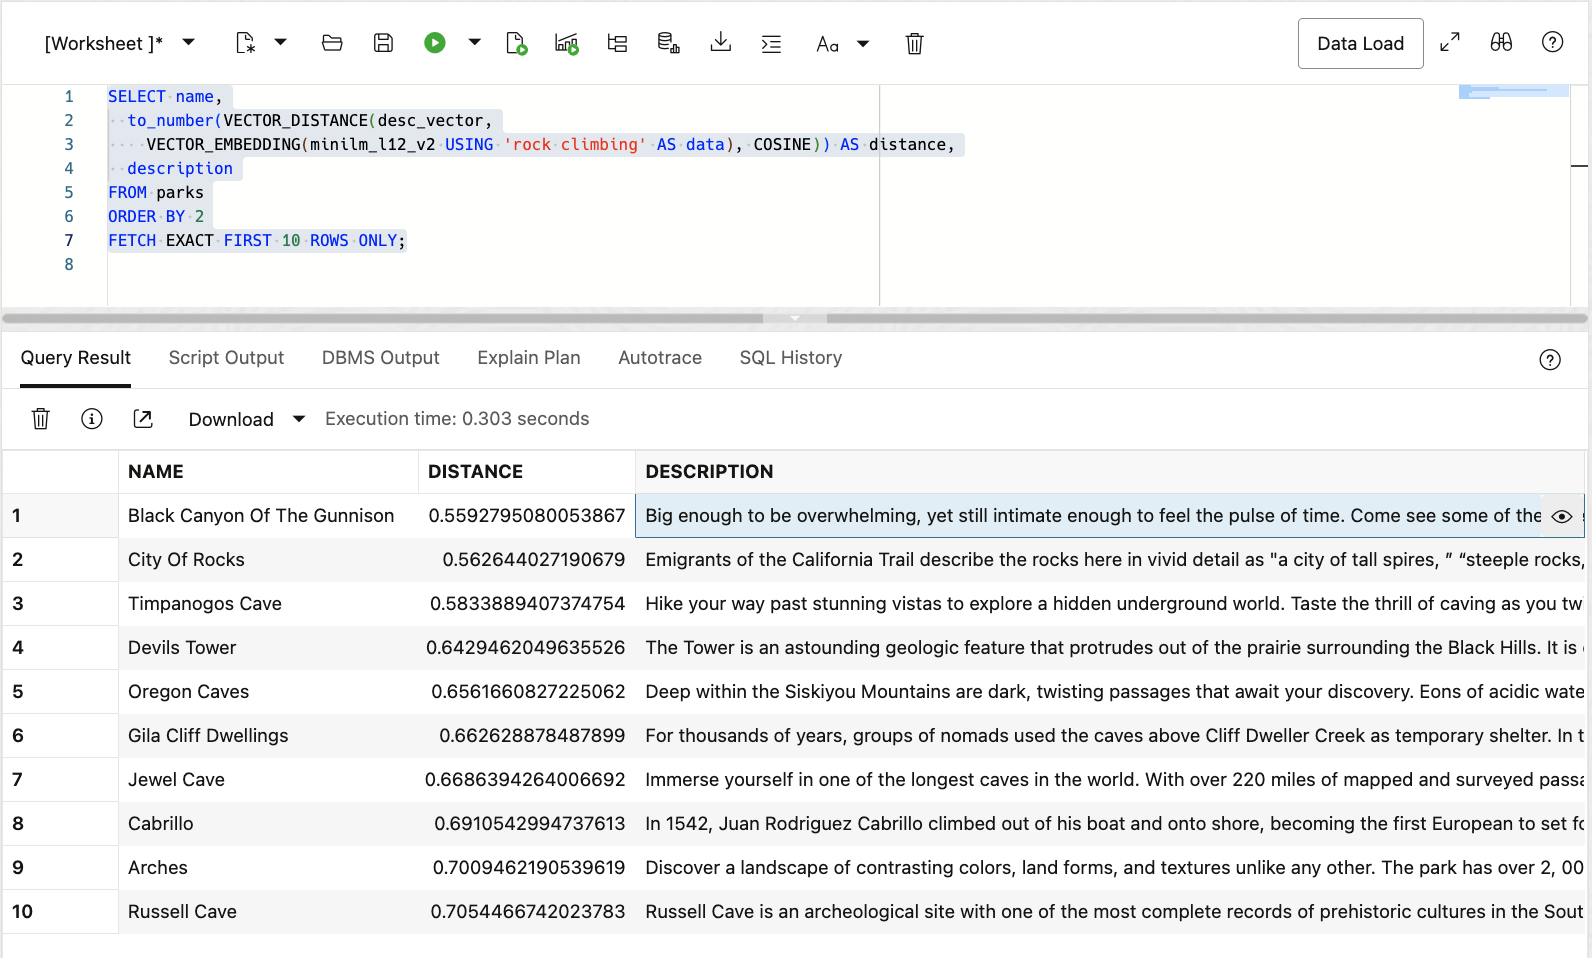 [Worksheet ]*
Aa
Data Load
1 SELECT name,
2 to_number(VECTOR_DISTANCE(desc_vector,
3 VECTOR_EMBEDDING(minilm_l12_v2 USING 'rock climbing' AS data), COSINE)) AS distance,
4 description
5 FROM parks
6 ORDER BY 2
7 FETCH EXACT FIRST 10 ROWS ONLY;
8
Query Result Script Output DBMS Output Explain Plan Autotrace SQL History
Download Execution time: 0.303 seconds
NAME DISTANCE DESCRIPTION
1 Black Canyon Of The Gunnison 0.5592795080053867 Big enough to be overwhelming, yet still intimate enough to feel the pulse of time. Come see some of the
2 City Of Rocks 0.562644027190679 Emigrants of the California Trail describe the rocks here in vivid detail as "a city of tall spires, ” “steeple rocks,
3 Timpanogos Cave 0.5833889407374754 Hike your way past stunning vistas to explore a hidden underground world. Taste the thrill of caving as you tw
4 Devils Tower 0.6429462049635526 The Tower is an astounding geologic feature that protrudes out of the prairie surrounding the Black Hills. It is
5 Oregon Caves 0.6561660827225062 Deep within the Siskiyou Mountains are dark, twisting passages that await your discovery. Eons of acidic wate
6 Gila Cliff Dwellings 0.662628878487899 For thousands of years, groups of nomads used the caves above Cliff Dweller Creek as temporary shelter. In t
7 Jewel Cave 0.6686394264006692 Immerse yourself in one of the longest caves in the world. With over 220 miles of mapped and surveyed passa
8 Cabrillo 0.6910542994737613 In 1542, Juan Rodriguez Cabrillo climbed out of his boat and onto shore, becoming the first European to set fo
9 Arches 0.7009462190539619 Discover a landscape of contrasting colors, land forms, and textures unlike any other. The park has over 2, 00
10 Russell Cave 0.7054466742023783 Russell Cave is an archeological site with one of the most complete records of prehistoric cultures in the Sout